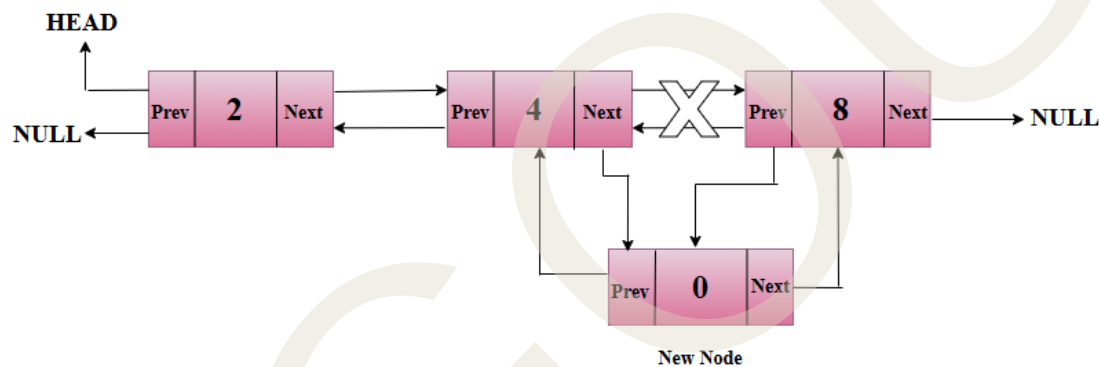 HEAD
Prev 2 Next
Prev 4 Next
X
Prev 8 Next
NULL
NULL
Prev 0 Next
New Node